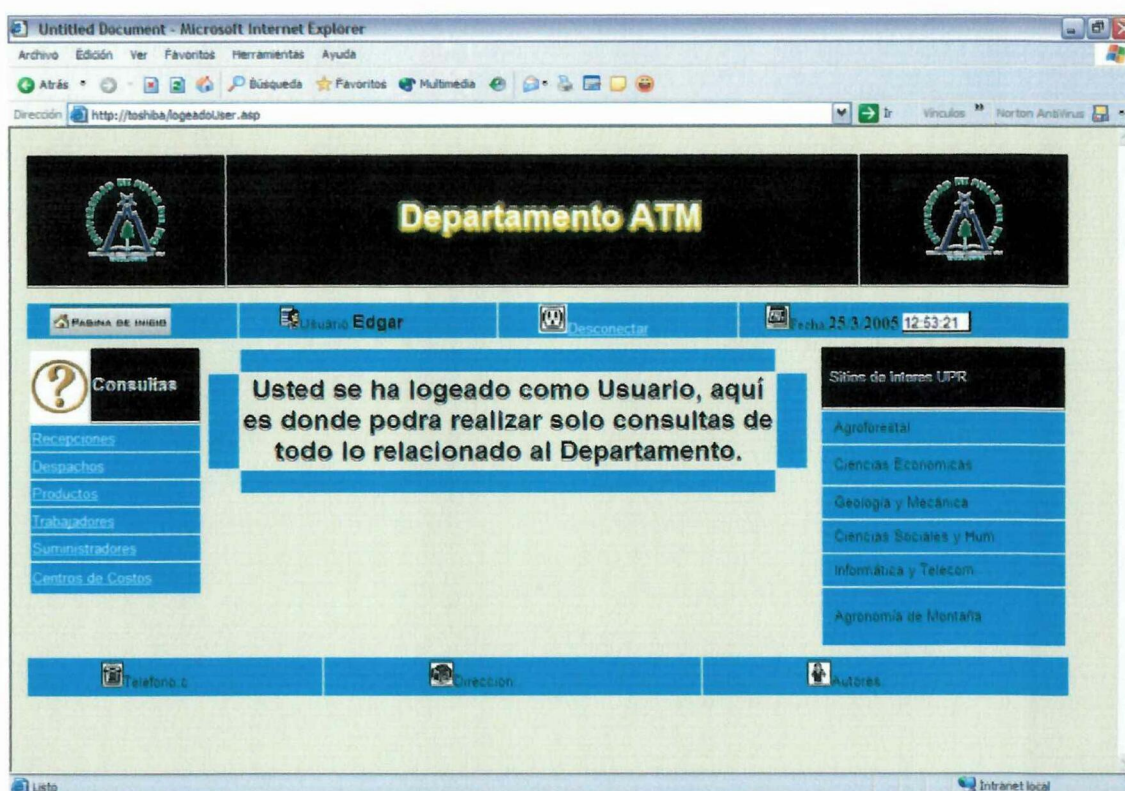 Untitled Document - Microsoft Internet Explorer
Archivo Edición Ver Favoritos Herramientas Ayuda
Atrás Búsqueda Favoritos Multimedia
Dirección http://toshiba/logeadoUser.asp Ir Vínculos » Norton AntiVirus
Departamento ATM
PAGINA DE INICIO Usuario Edgar Desconectar Fecha 25/3/2005 12:53:21
Consultas
Recepciones
Despachos
Productos
Trabajadores
Suministradores
Centros de Costos
Usted se ha logeado como Usuario, aquí
es donde podra realizar solo consultas de
todo lo relacionado al Departamento.
Sitios de Interes UPR
Agroforestal
Ciencias Economicas
Geología y Mecánica
Ciencias Sociales y Hum
Informática y Telecom
Agronomía de Montaña
Telefono:c Direccion Autores
Listo Intranet local